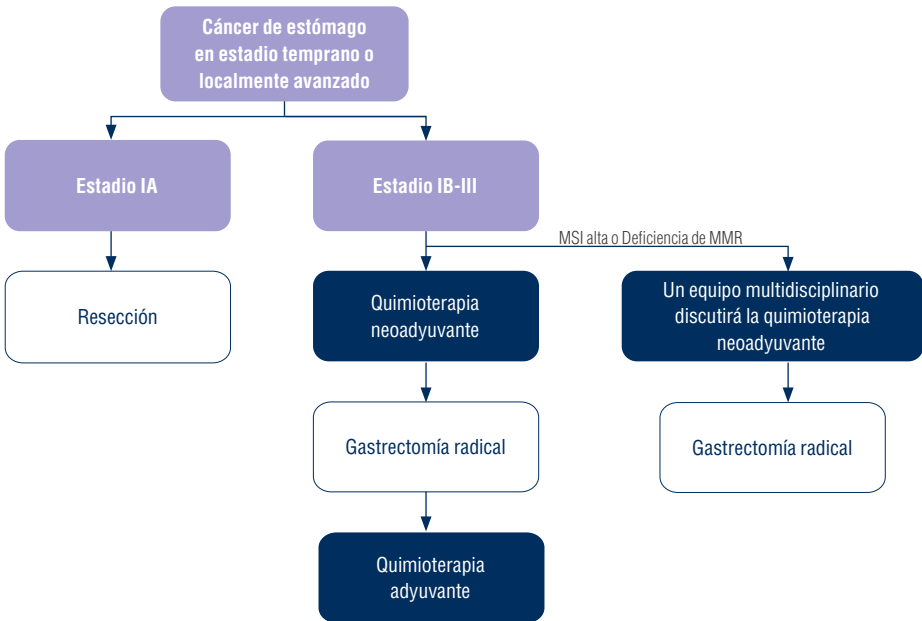 Cáncer de estómago
en estadio temprano o
localmente avanzado
Estadio IA
Estadio IB-III
MSI alta o Deficiencia de MMR
Resección
Quimioterapia
neoadyuvante
Un equipo multidisciplinario
discutirá la quimioterapia
neoadyuvante
Gastrectomía radical
Gastrectomía radical
Quimioterapia
adyuvante